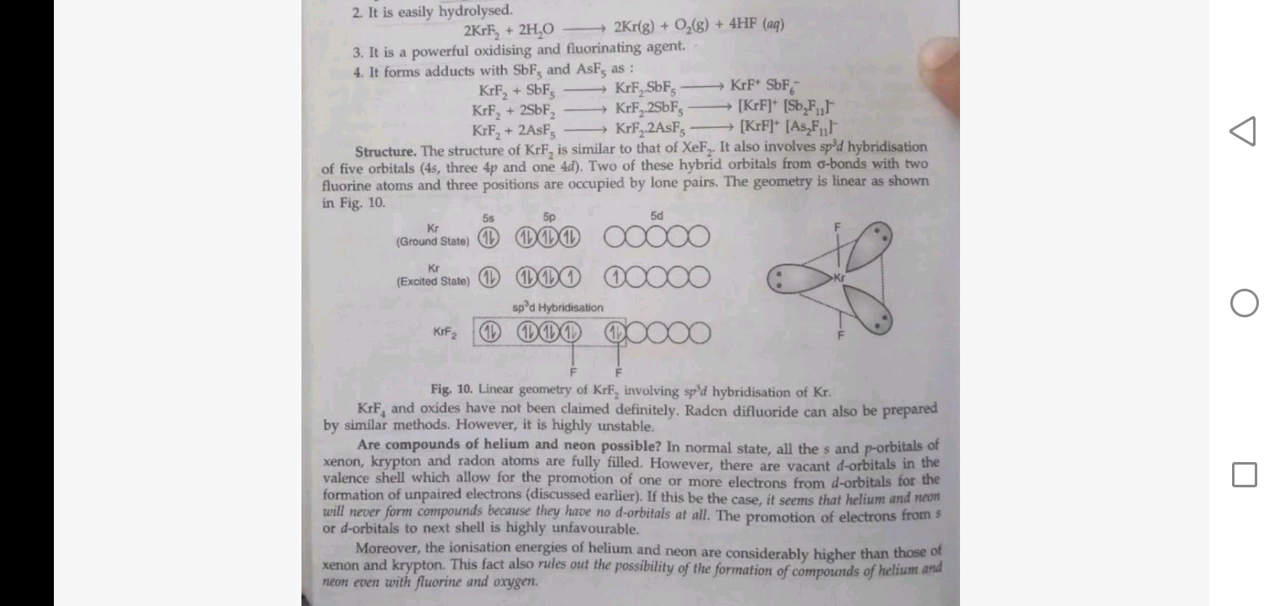 2. It is easily hydrolysed.
2KrF₂ + 2H₂O ⟶ 2Kr(g) + O₂(g) + 4HF (aq)
3. It is a powerful oxidising and fluorinating agent.
4. It forms adducts with SbF₅ and AsF₅ as :
KrF₂ + SbF₅ ⟶ KrF₂.SbF₅ ⟶ KrF⁺ SbF₆⁻
KrF₂ + 2SbF₂ ⟶ KrF₂.2SbF₅ ⟶ [KrF]⁺ [Sb₂F₁₁]⁻
KrF₂ + 2AsF₅ ⟶ KrF₂.2AsF₅ ⟶ [KrF]⁺ [As₂F₁₁]⁻
Structure. The structure of KrF₂ is similar to that of XeF₂. It also involves sp³d hybridisation
of five orbitals (4s, three 4p and one 4d). Two of these hybrid orbitals from σ-bonds with two
fluorine atoms and three positions are occupied by lone pairs. The geometry is linear as shown
in Fig. 10.
5s 5p 5d
Kr
(Ground State)
Kr
(Excited State)
sp³d Hybridisation
KrF₂
F F
F
Kr
F
Fig. 10. Linear geometry of KrF₂ involving sp³d hybridisation of Kr.
KrF₄ and oxides have not been claimed definitely. Radon difluoride can also be prepared
by similar methods. However, it is highly unstable.
Are compounds of helium and neon possible? In normal state, all the s and p-orbitals of
xenon, krypton and radon atoms are fully filled. However, there are vacant d-orbitals in the
valence shell which allow for the promotion of one or more electrons from d-orbitals for the
formation of unpaired electrons (discussed earlier). If this be the case, it seems that helium and neon
will never form compounds because they have no d-orbitals at all. The promotion of electrons from s
or d-orbitals to next shell is highly unfavourable.
Moreover, the ionisation energies of helium and neon are considerably higher than those of
xenon and krypton. This fact also rules out the possibility of the formation of compounds of helium and
neon even with fluorine and oxygen.